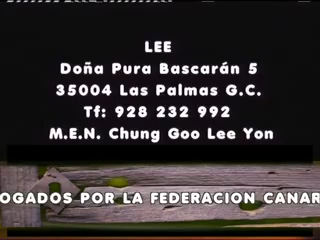 LEE
Doña Pura Bascarán 5
35004 Las Palmas G.C.
Tf: 928 232 992
M.E.N. Chung Goo Lee Yon
OGADOS POR LA FEDERACION CANAR